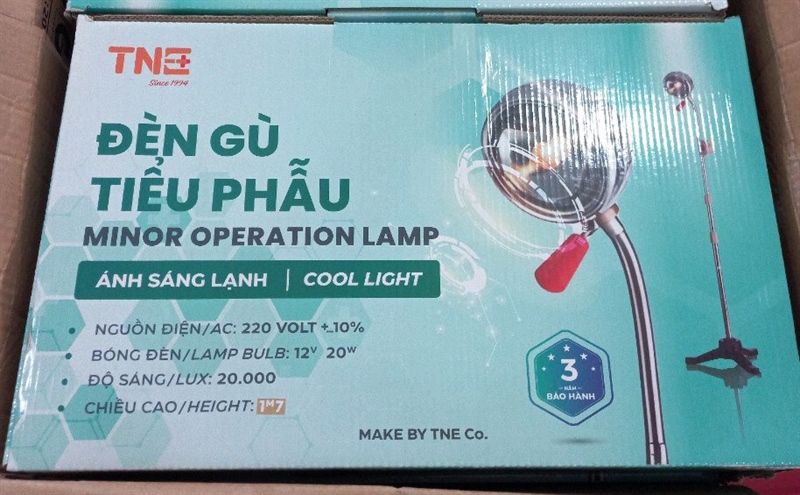 TNE
Since 1994
ĐÈN GÙ
TIỂU PHẪU
MINOR OPERATION LAMP
ÁNH SÁNG LẠNH | COOL LIGHT
NGUỒN ĐIỆN/AC: 220 VOLT +_10%
BÓNG ĐÈN/LAMP BULB: 12V 20W
ĐỘ SÁNG/LUX: 20.000
CHIỀU CAO/HEIGHT: 1M7
3
NĂM
BẢO HÀNH
MAKE BY TNE Co.